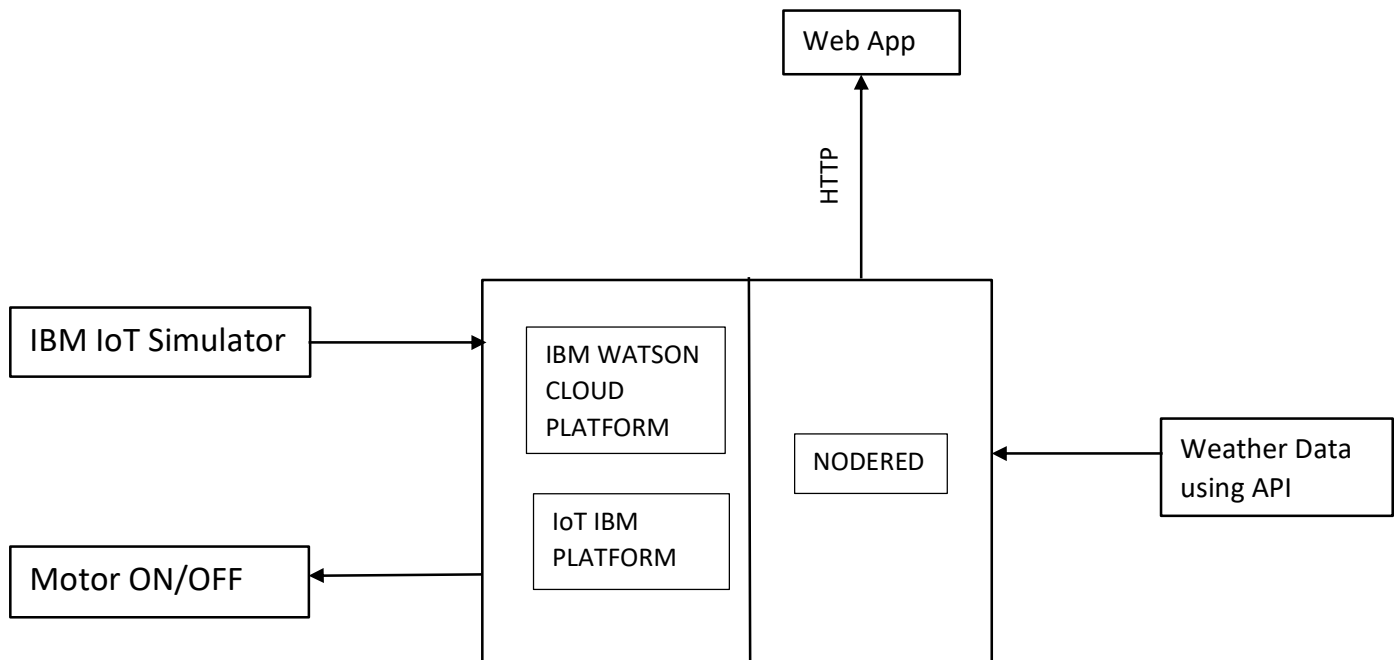 Web App
HTTP
IBM IoT Simulator
IBM WATSON
CLOUD
PLATFORM
NODERED
Weather Data
using API
IoT IBM
PLATFORM
Motor ON/OFF